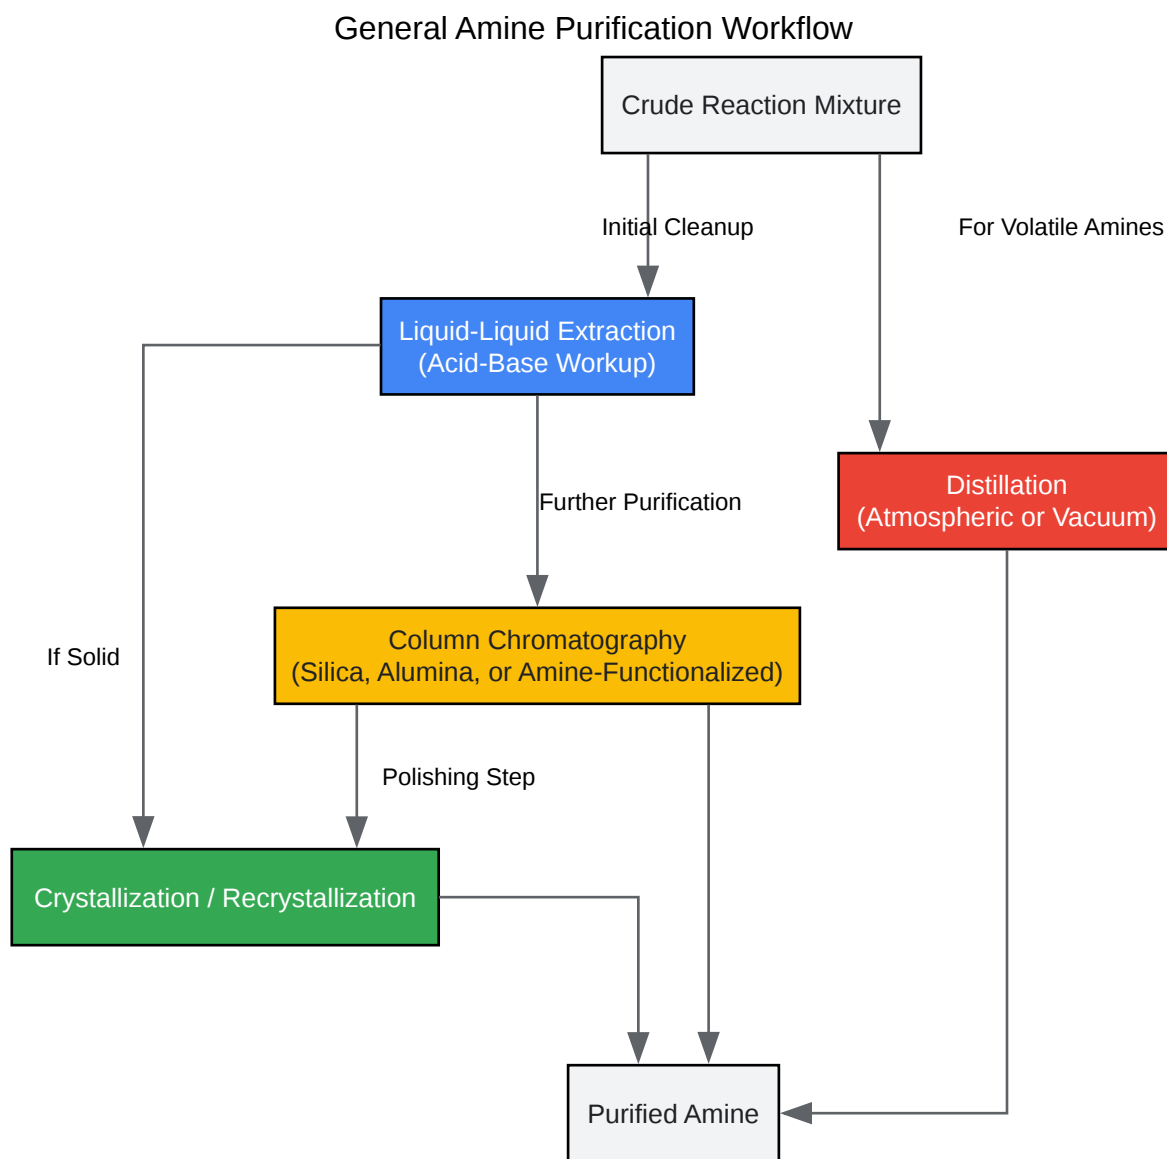 General Amine Purification Workflow
Crude Reaction Mixture
Initial Cleanup
For Volatile Amines
Liquid-Liquid Extraction
(Acid-Base Workup)
Distillation
(Atmospheric or Vacuum)
Further Purification
Column Chromatography
(Silica, Alumina, or Amine-Functionalized)
If Solid
Polishing Step
Crystallization / Recrystallization
Purified Amine